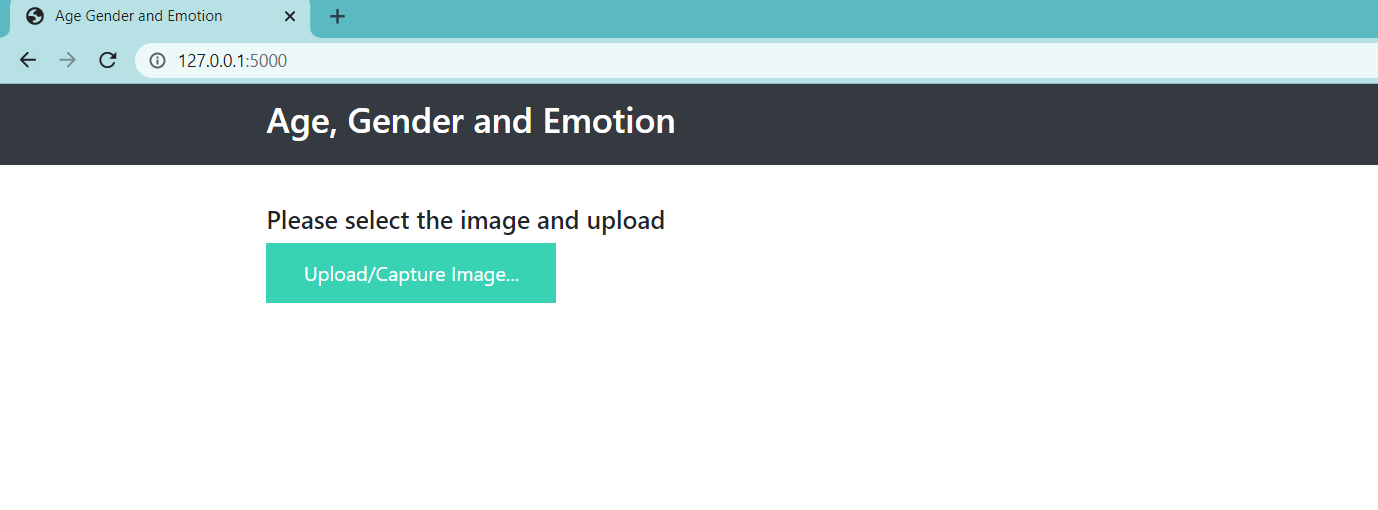 Age Gender and Emotion
127.0.0.1:5000
Age, Gender and Emotion
Please select the image and upload
Upload/Capture Image...